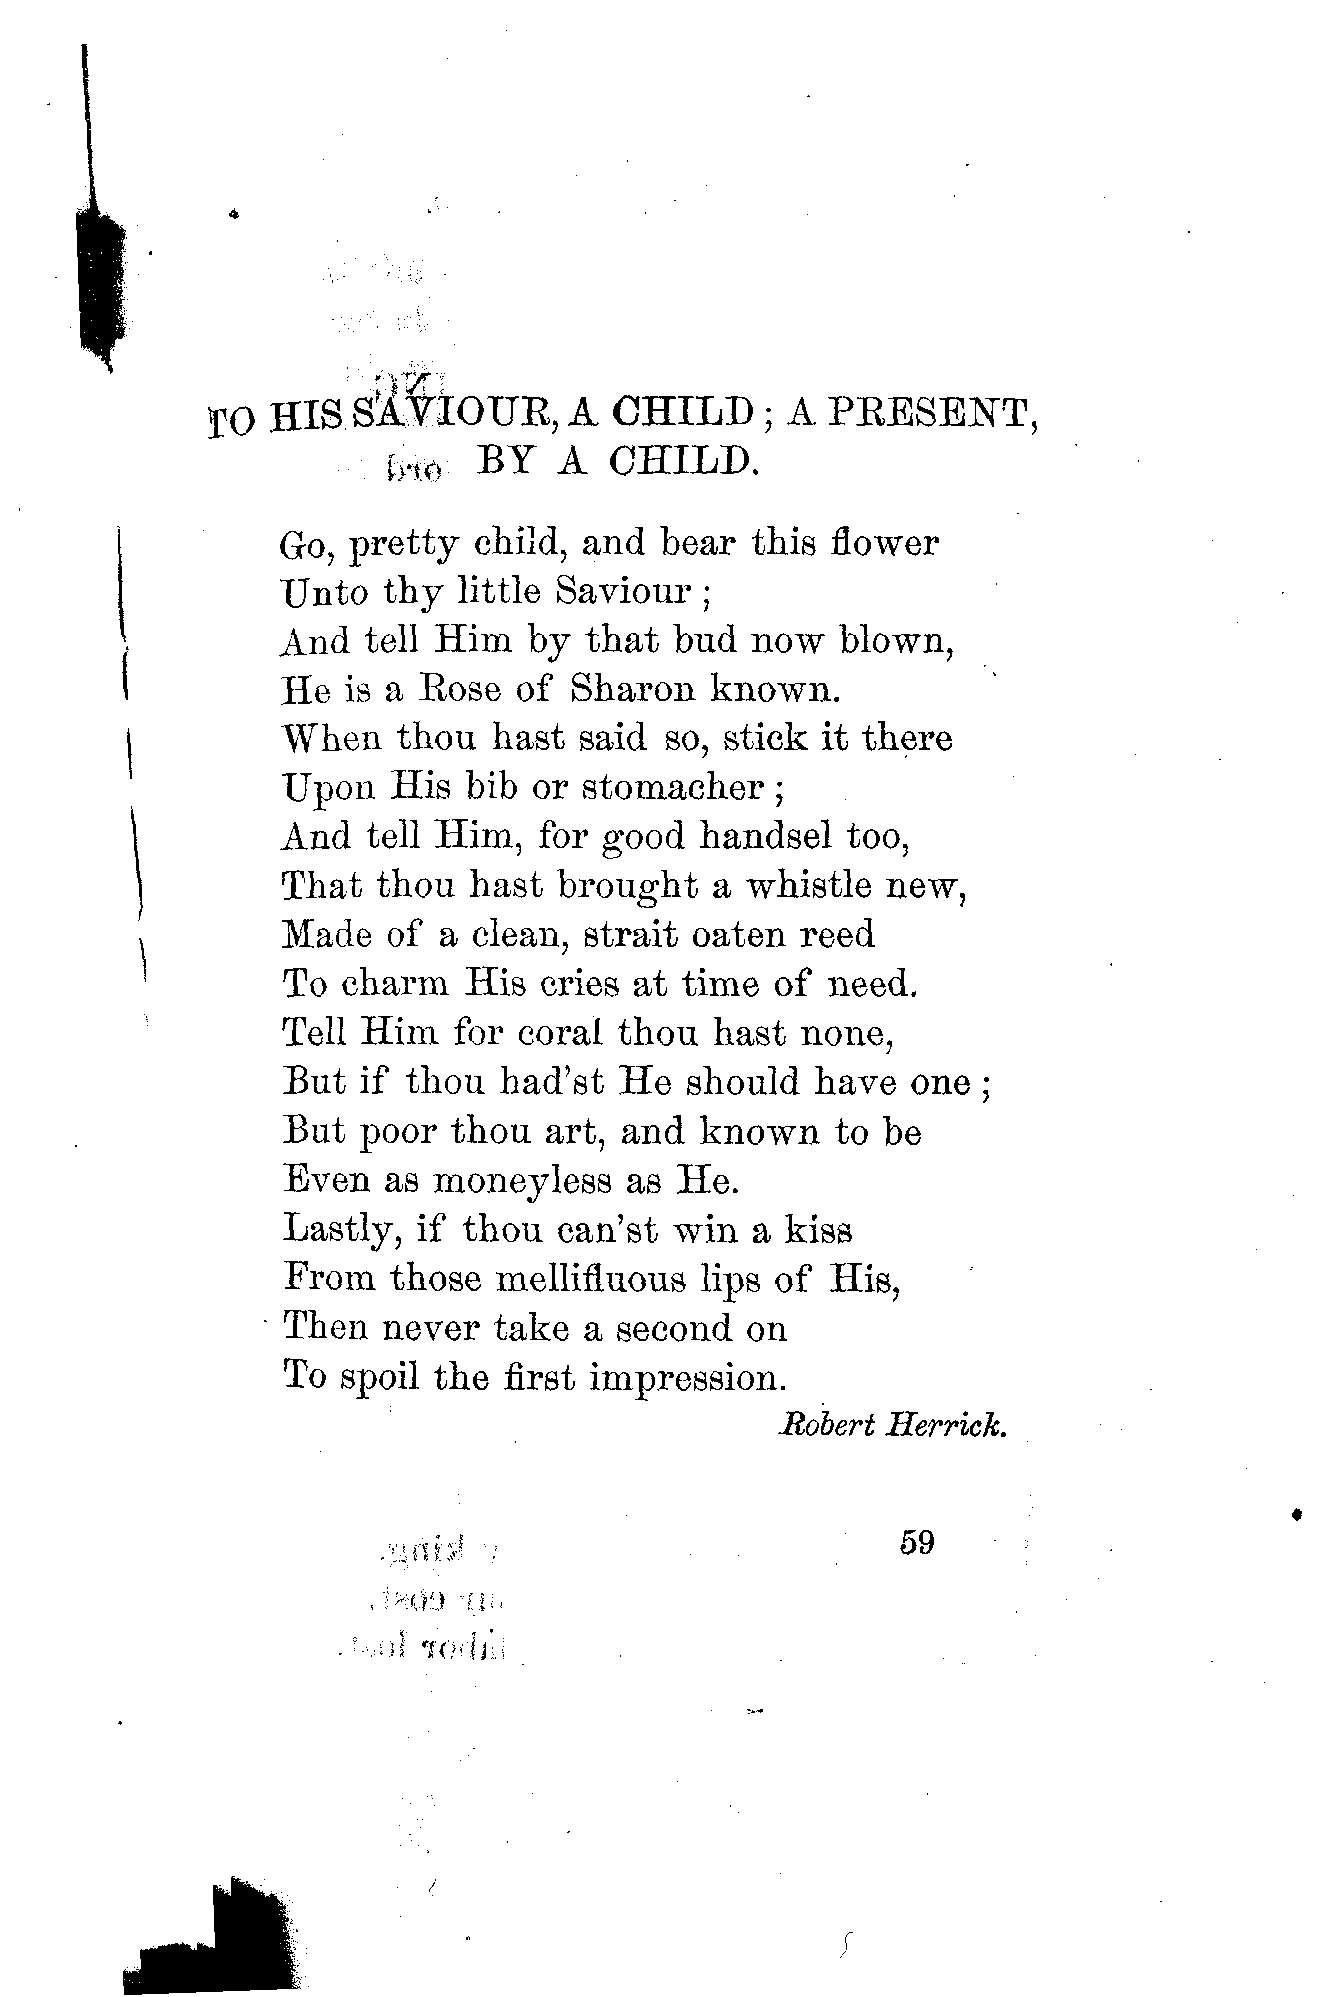 TO HIS SAVIOUR, A CHILD; A PRESENT,
BY A CHILD.
Go, pretty child, and bear this flower
Unto thy little Saviour;
And tell Him by that bud now blown,
He is a Rose of Sharon known.
When thou hast said so, stick it there
Upon His bib or stomacher;
And tell Him, for good handsel too,
That thou hast brought a whistle new,
Made of a clean, strait oaten reed
To charm His cries at time of need.
Tell Him for coral thou hast none,
But if thou had'st He should have one;
But poor thou art, and known to be
Even as moneyless as He.
Lastly, if thou can'st win a kiss
From those mellifluous lips of His,
Then never take a second on
To spoil the first impression.
Robert Herrick.
59